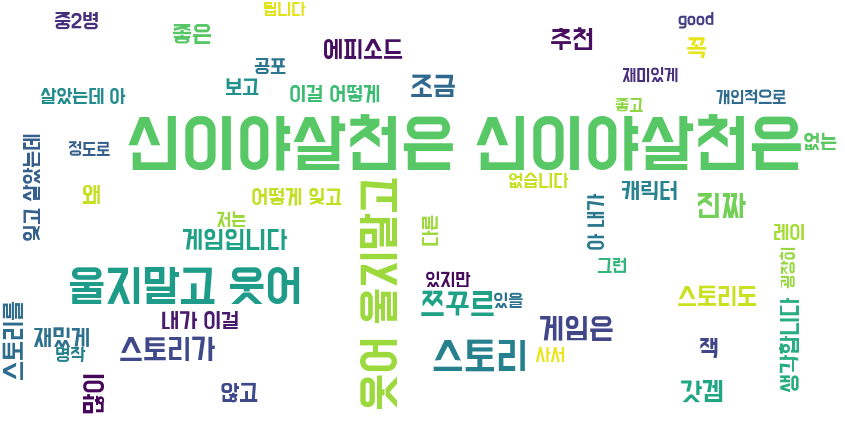 됩니다
중2병
good
좋은
추천
에피소드
꼭
공포
재미있게
보고
이걸 어떻게
조금
살았는데 아
개인적으로
좋고
신이야살천은 신이야살천은
없는
잊고 살았는데
정도로
없습니다
왜
어떻게 잊고
캐릭터
진짜
저는
아 내가
다른
레이
게임입니다
그런
굉장히
울지말고 웃어
웃어 울지말고
있지만
쯔꾸르
있을
스토리도
스토리를
내가 이걸
게임은
생각합니다
재밌게
명작
스토리가
스토리
사서
잭
많이
않고
갓겜